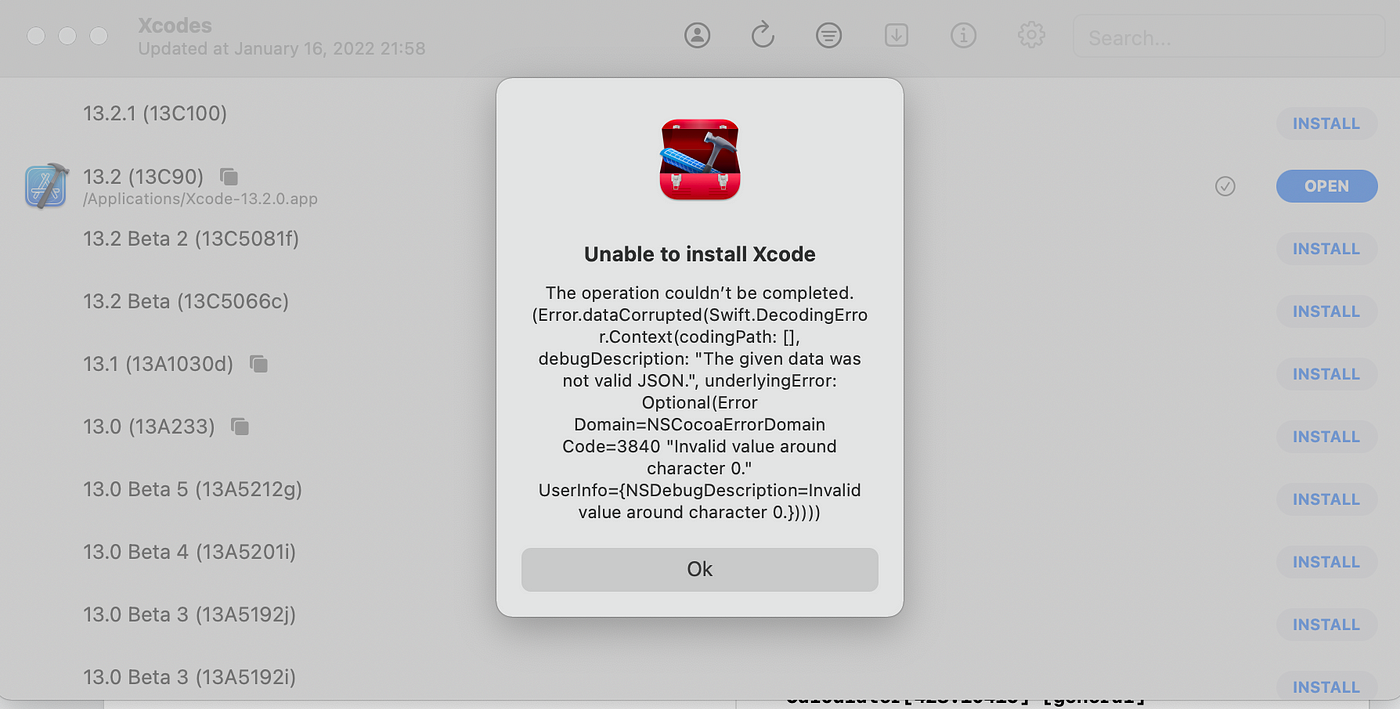 Xcodes
Updated at January 16, 2022 21:58
Search...
13.2.1 (13C100)
INSTALL
13.2 (13C90)
/Applications/Xcode-13.2.0.app
OPEN
13.2 Beta 2 (13C5081f)
INSTALL
13.2 Beta (13C5066c)
INSTALL
13.1 (13A1030d)
INSTALL
13.0 (13A233)
INSTALL
13.0 Beta 5 (13A5212g)
INSTALL
13.0 Beta 4 (13A5201i)
INSTALL
13.0 Beta 3 (13A5192j)
INSTALL
13.0 Beta 3 (13A5192i)
INSTALL
Unable to install Xcode
The operation couldn’t be completed.
(Error.dataCorrupted(Swift.DecodingErro
r.Context(codingPath: [],
debugDescription: "The given data was
not valid JSON.", underlyingError:
Optional(Error
Domain=NSCocoaErrorDomain
Code=3840 "Invalid value around
character 0."
UserInfo={NSDebugDescription=Invalid
value around character 0.}))))
Ok